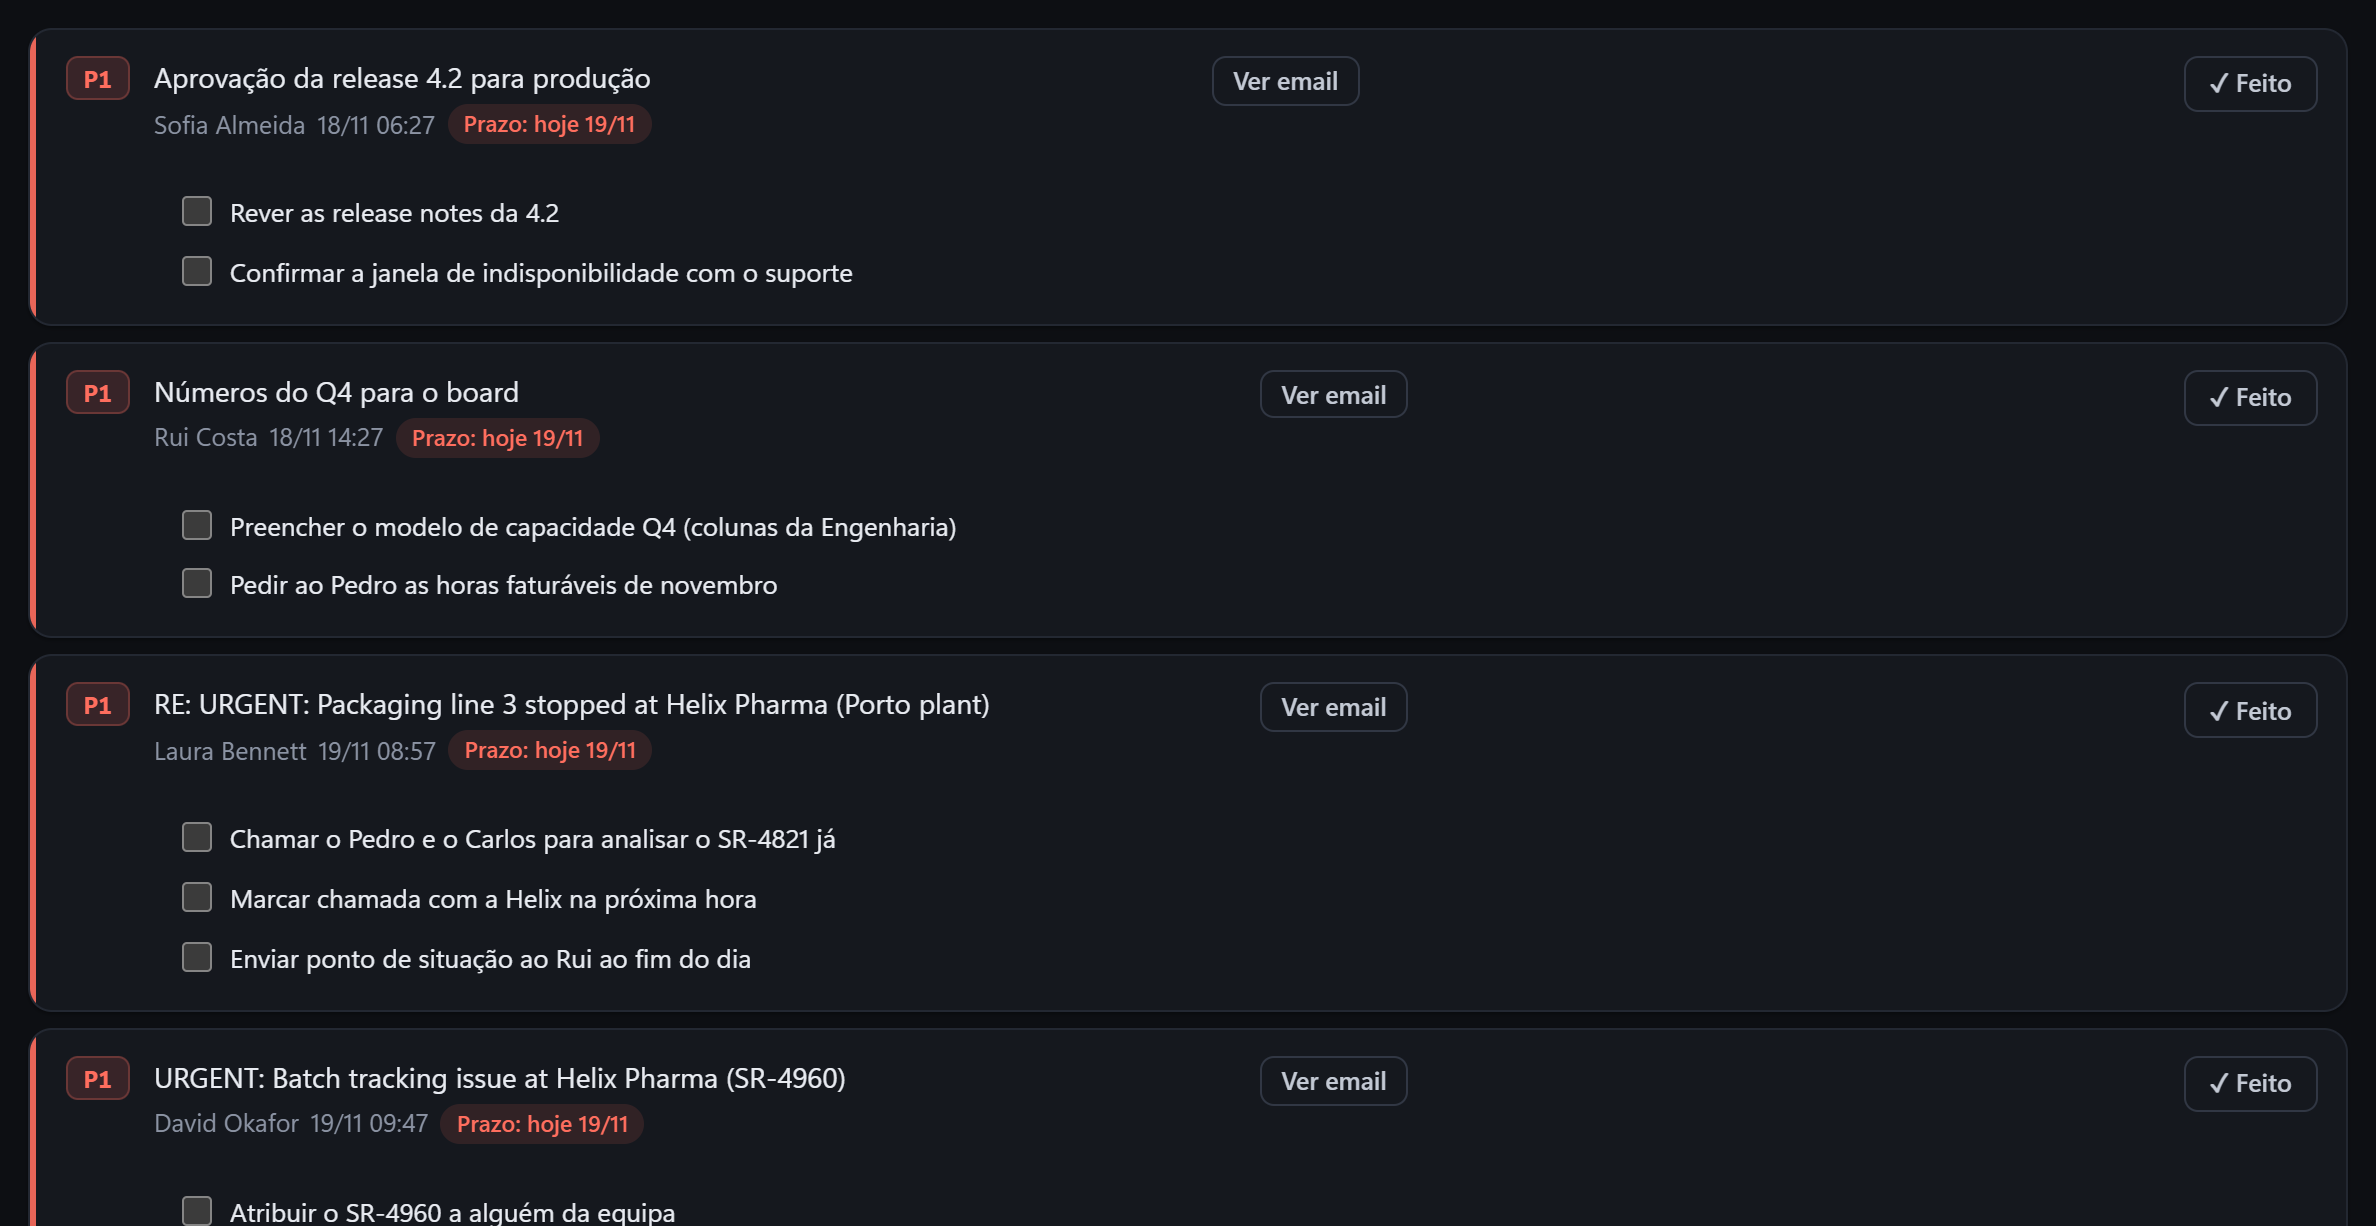 P1 Aprovação da release 4.2 para produção Ver email ✓ Feito
Sofia Almeida 18/11 06:27 Prazo: hoje 19/11
Rever as release notes da 4.2
Confirmar a janela de indisponibilidade com o suporte
P1 Números do Q4 para o board Ver email ✓ Feito
Rui Costa 18/11 14:27 Prazo: hoje 19/11
Preencher o modelo de capacidade Q4 (colunas da Engenharia)
Pedir ao Pedro as horas faturáveis de novembro
P1 RE: URGENT: Packaging line 3 stopped at Helix Pharma (Porto plant) Ver email ✓ Feito
Laura Bennett 19/11 08:57 Prazo: hoje 19/11
Chamar o Pedro e o Carlos para analisar o SR-4821 já
Marcar chamada com a Helix na próxima hora
Enviar ponto de situação ao Rui ao fim do dia
P1 URGENT: Batch tracking issue at Helix Pharma (SR-4960) Ver email ✓ Feito
David Okafor 19/11 09:47 Prazo: hoje 19/11
Atribuir o SR-4960 a alguém da equipa